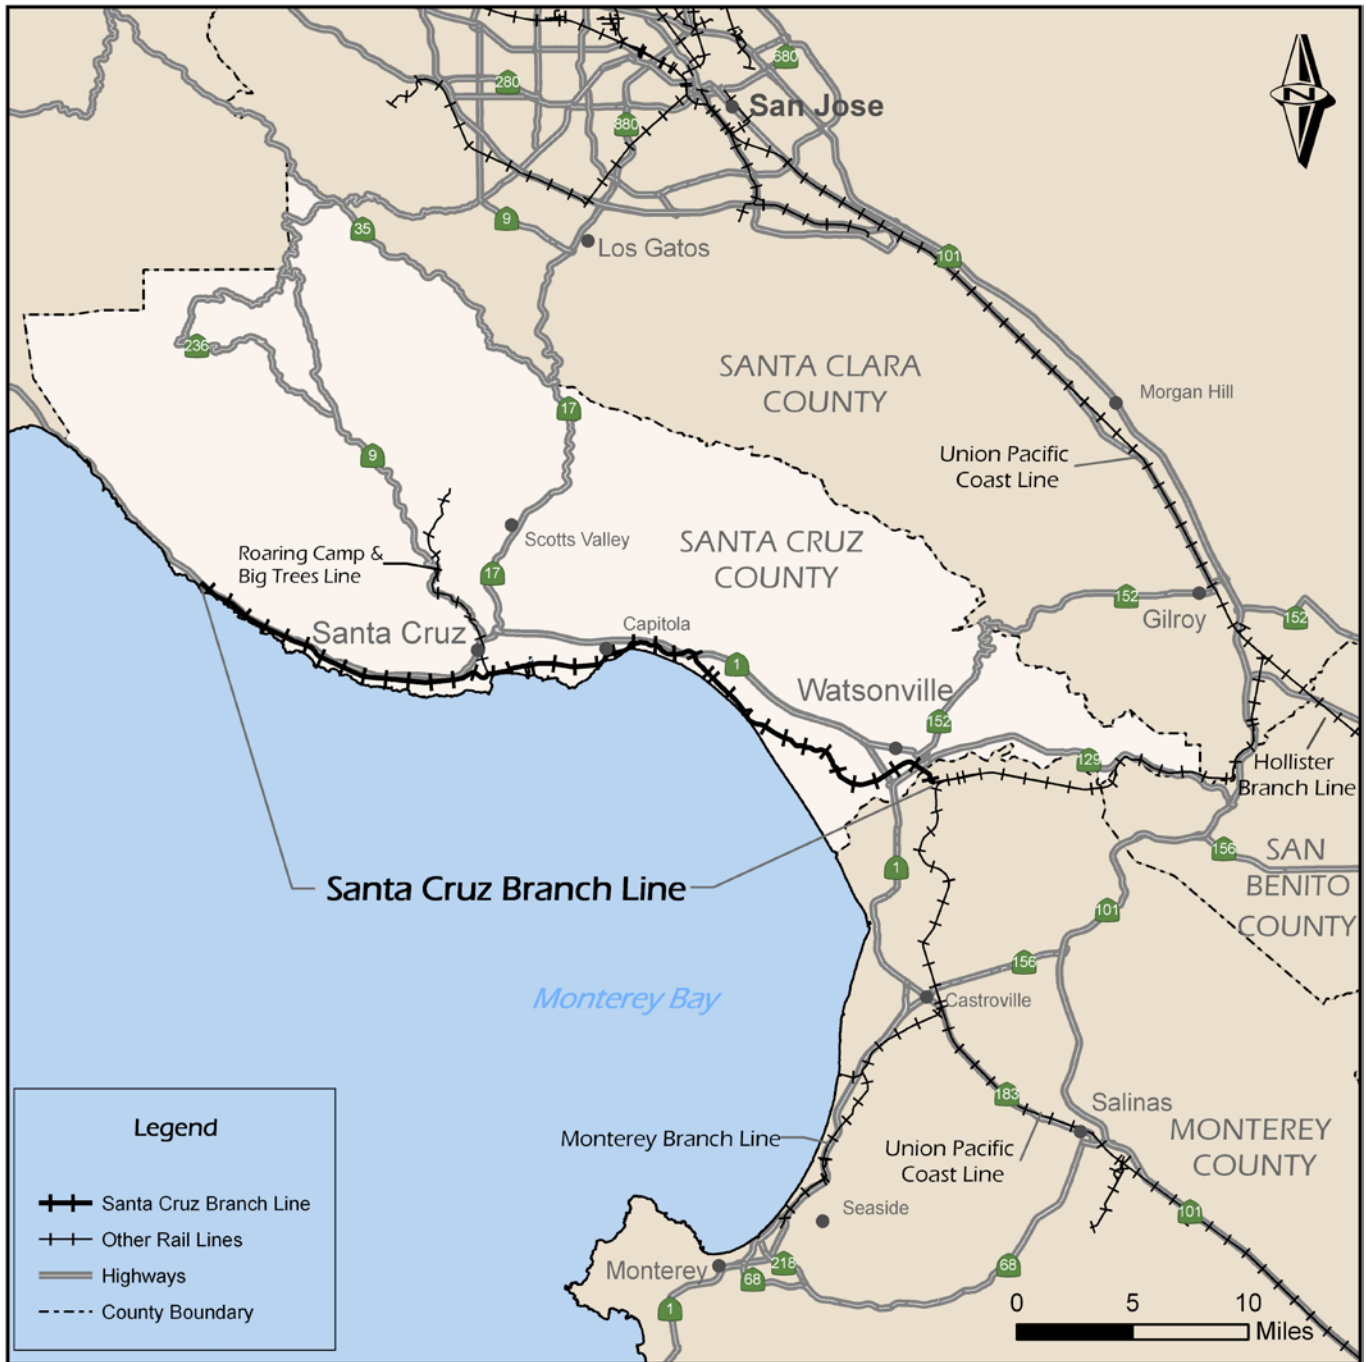 680
280
San Jose
880
N
35
9
Los Gatos
101
236
SANTA CLARA
COUNTY
Morgan Hill
17
Union Pacific
Coast Line
9
Scotts Valley
SANTA CRUZ
COUNTY
Roaring Camp &
Big Trees Line
17
152
Gilroy
152
Santa Cruz
Capitola
1
Watsonville
152
129
Hollister
Branch Line
156
SAN
BENITO
COUNTY
1
Santa Cruz Branch Line
101
156
Monterey Bay
Castroville
183
Salinas
Legend
Monterey Branch Line
Union Pacific
Coast Line
MONTEREY
COUNTY
Santa Cruz Branch Line
Other Rail Lines
Highways
County Boundary
Seaside
101
Monterey
218
68
68
1
0 5 10
Miles